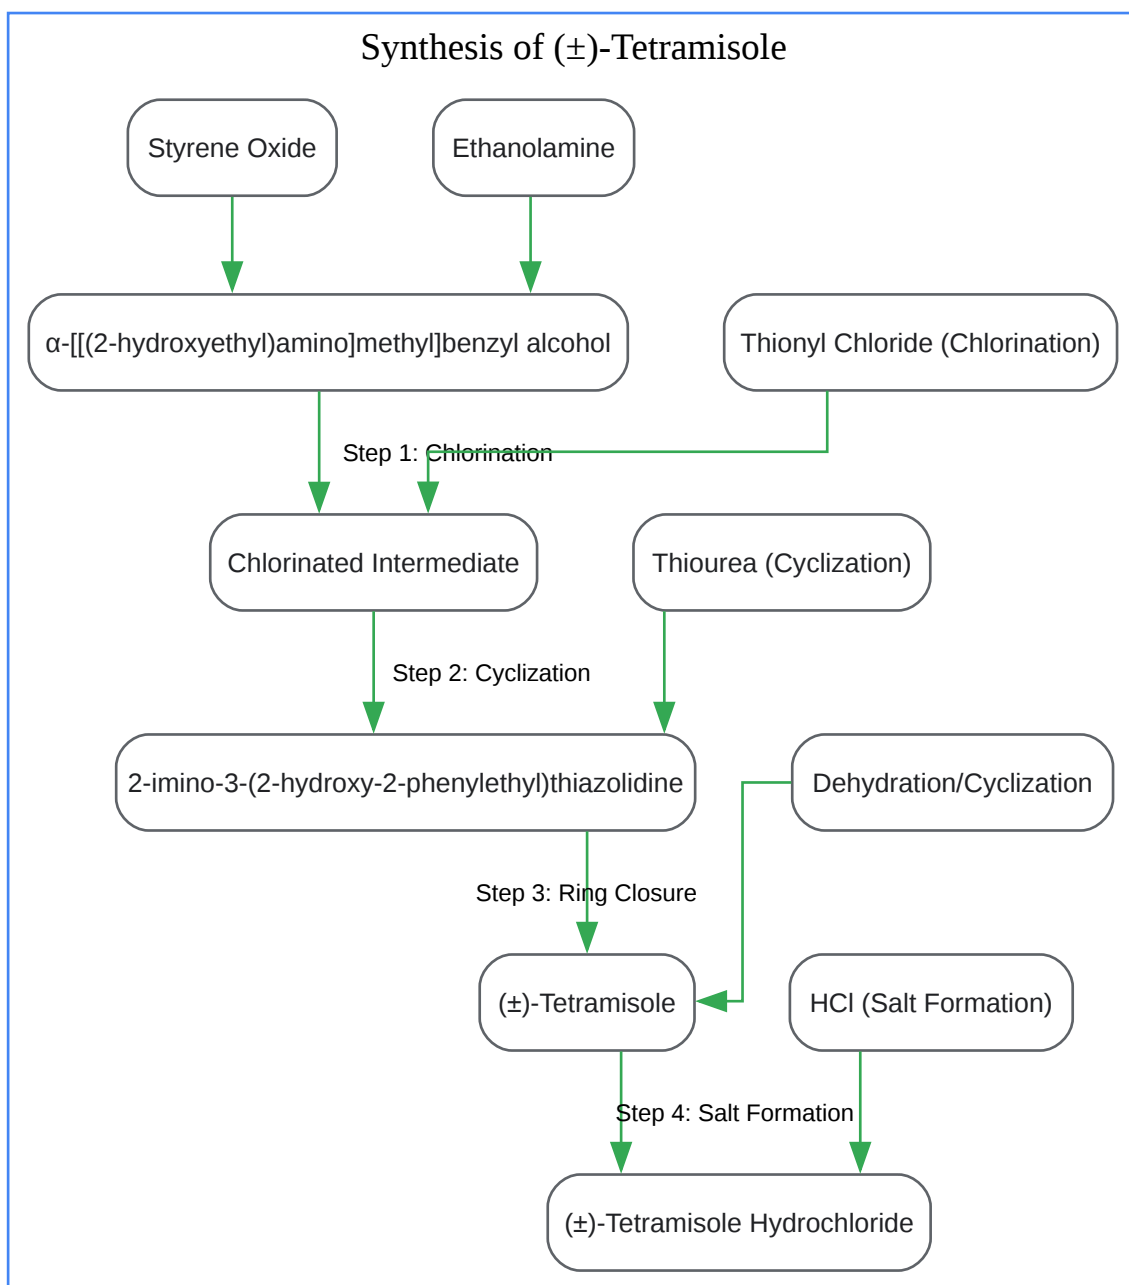 Synthesis of (±)-Tetramisole
Styrene Oxide
Ethanolamine
α-[[(2-hydroxyethyl)amino]methyl]benzyl alcohol
Thionyl Chloride (Chlorination)
Step 1: Chlorination
Chlorinated Intermediate
Thiourea (Cyclization)
Step 2: Cyclization
2-imino-3-(2-hydroxy-2-phenylethyl)thiazolidine
Dehydration/Cyclization
Step 3: Ring Closure
(±)-Tetramisole
HCl (Salt Formation)
Step 4: Salt Formation
(±)-Tetramisole Hydrochloride